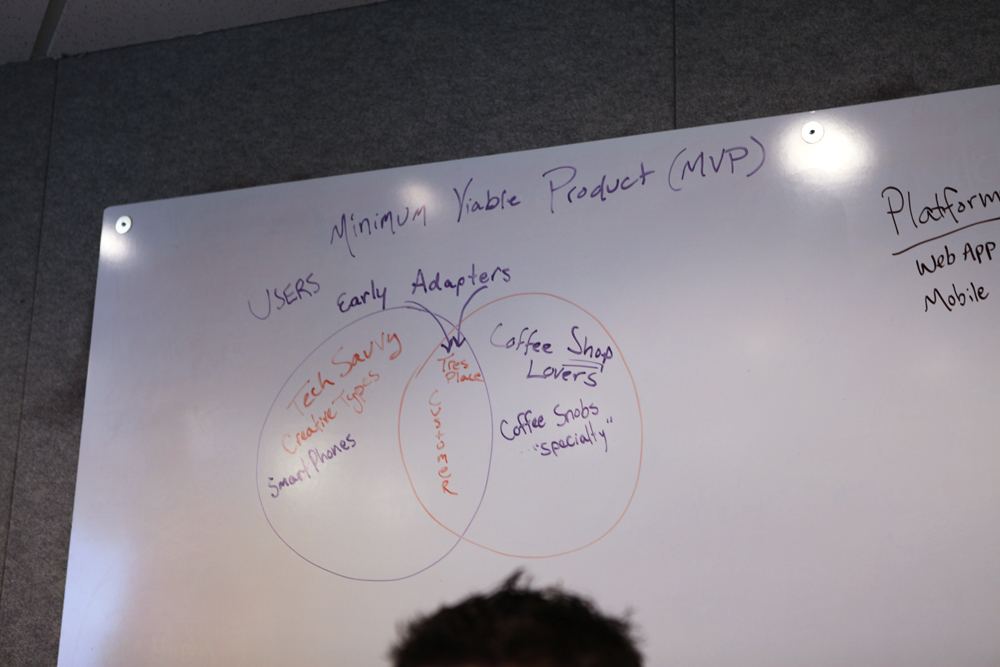 Minimum Viable Product (MVP)
USERS
Early Adapters
Tech Savvy
Creative Types
Smart Phones
Tres
Place
CUSTOMER
Coffee Shop
Lovers
Coffee Snobs
"specialty"
Platform
Web App
Mobile